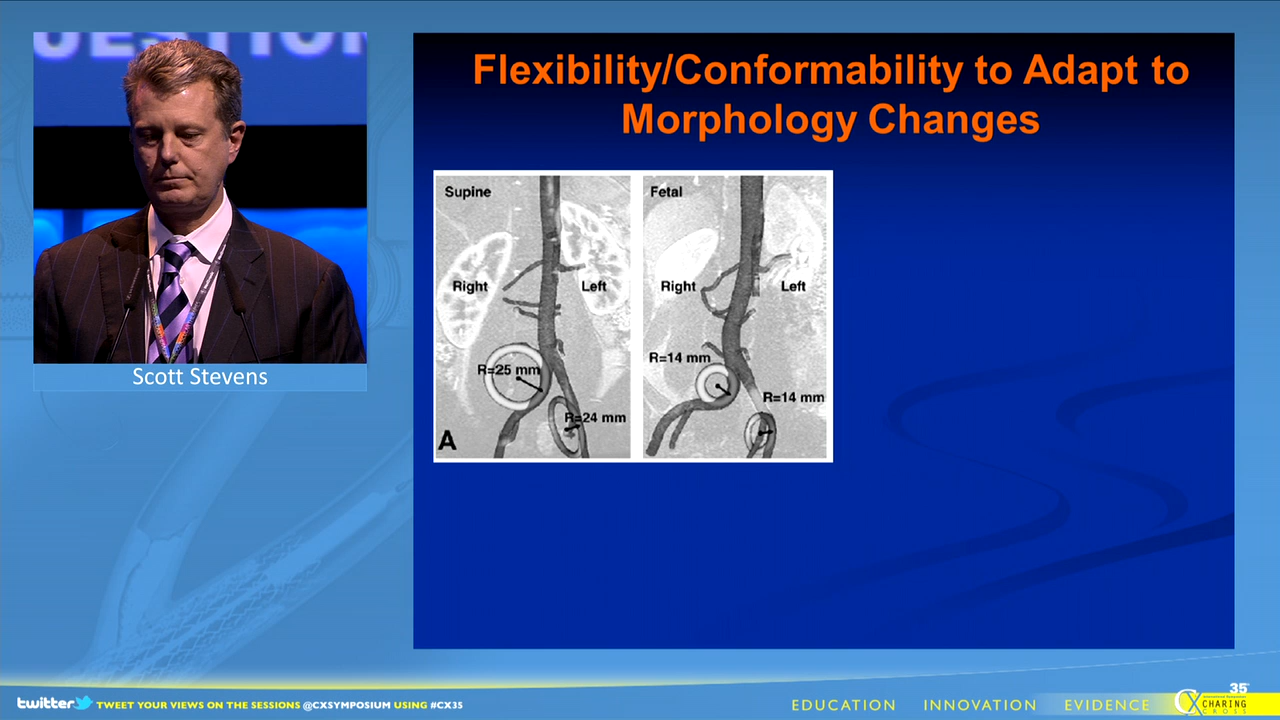 Flexibility/Conformability to Adapt to
Morphology Changes
Supine
Right
Left
R=25 mm
R=24 mm
A
Fetal
Right
Left
R=14 mm
R=14 mm
Scott Stevens
twitter TWEET YOUR VIEWS ON THE SESSIONS @CXSYMPOSIUM USING #CX35
EDUCATION INNOVATION EVIDENCE
35
CX CHARING
CROSS